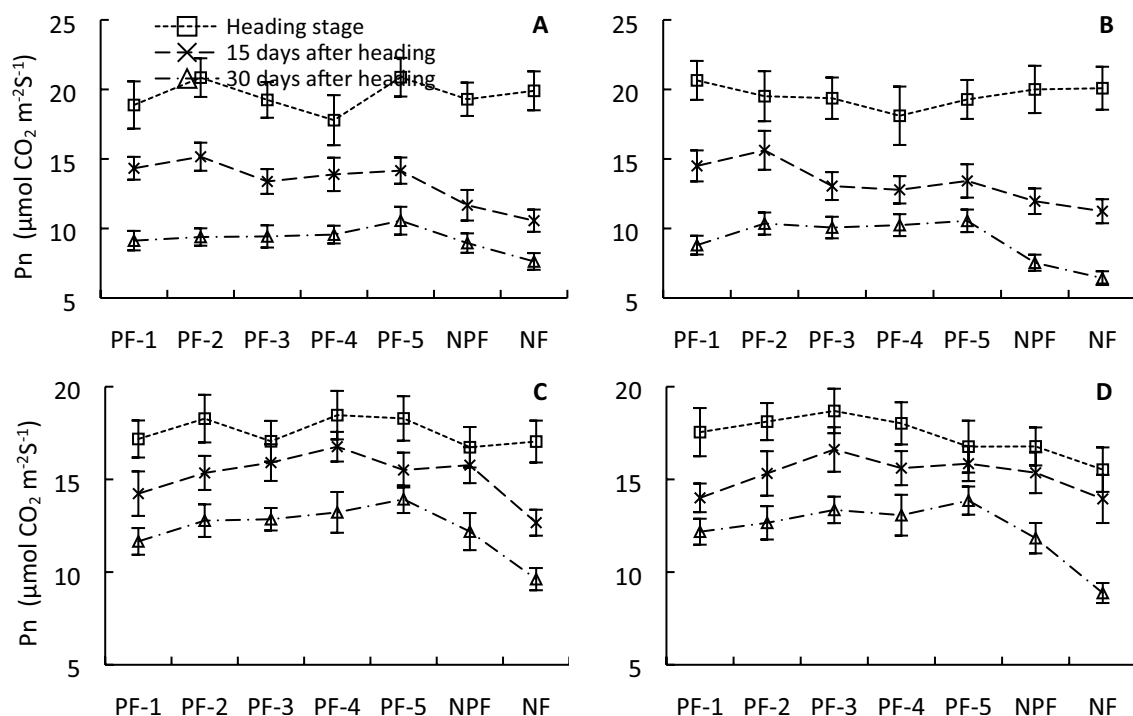 25
20
15
10
5
Pn (µmol CO₂ m⁻²S⁻¹)
Heading stage
15 days after heading
30 days after heading
A
PF-1 PF-2 PF-3 PF-4 PF-5 NPF NF
25
20
15
10
5
B
PF-1 PF-2 PF-3 PF-4 PF-5 NPF NF
20
15
10
5
Pn (µmol CO₂ m⁻²S⁻¹)
C
PF-1 PF-2 PF-3 PF-4 PF-5 NPF NF
20
15
10
5
D
PF-1 PF-2 PF-3 PF-4 PF-5 NPF NF